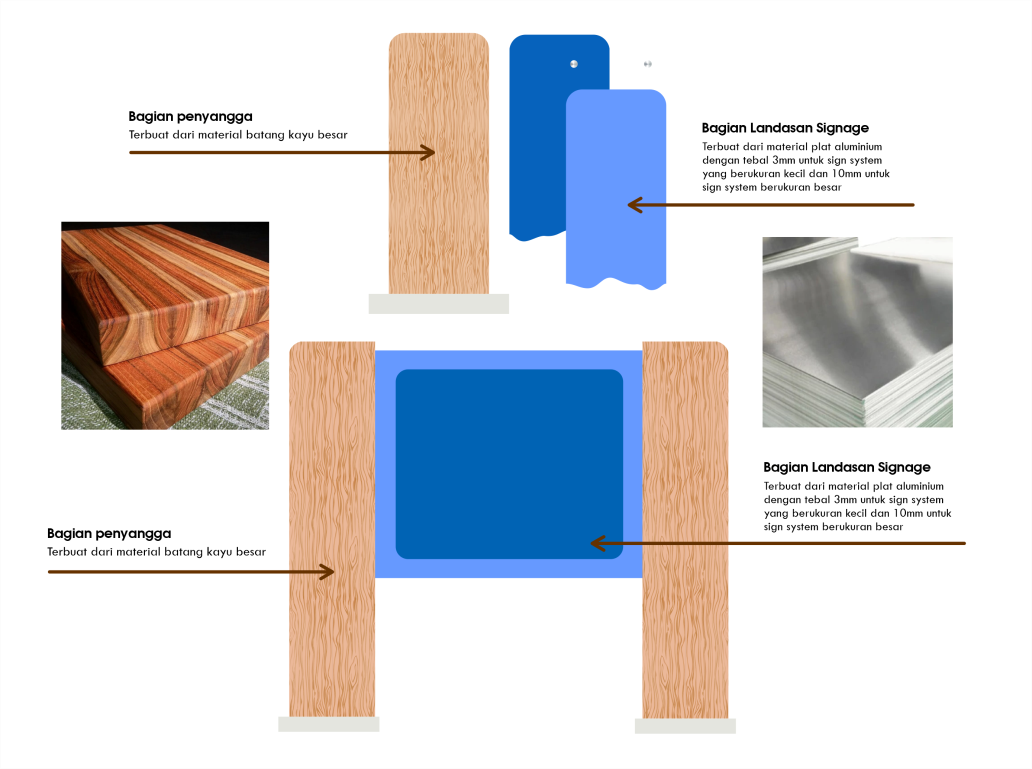 Bagian penyangga
Terbuat dari material batang kayu besar
Bagian Landasan Signage
Terbuat dari material plat aluminium
dengan tebal 3mm untuk sign system
yang berukuran kecil dan 10mm untuk
sign system berukuran besar
Bagian Landasan Signage
Terbuat dari material plat aluminium
dengan tebal 3mm untuk sign system
yang berukuran kecil dan 10mm untuk
sign system berukuran besar
Bagian penyangga
Terbuat dari material batang kayu besar